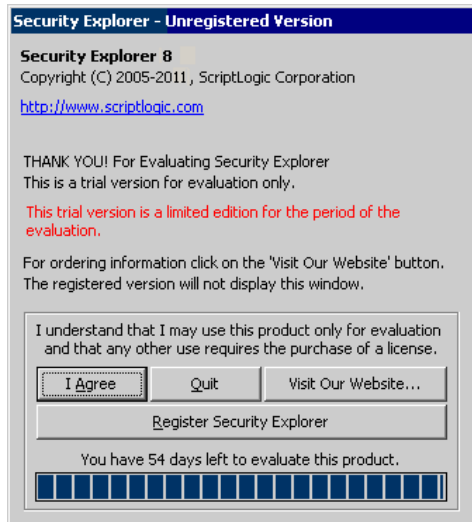 Security Explorer - Unregistered Version
Security Explorer 8
Copyright (C) 2005-2011, ScriptLogic Corporation
http://www.scriptlogic.com
THANK YOU! For Evaluating Security Explorer
This is a trial version for evaluation only.
This trial version is a limited edition for the period of the
evaluation.
For ordering information click on the 'Visit Our Website' button.
The registered version will not display this window.
I understand that I may use this product only for evaluation
and that any other use requires the purchase of a license.
I Agree Quit Visit Our Website...
Register Security Explorer
You have 54 days left to evaluate this product.